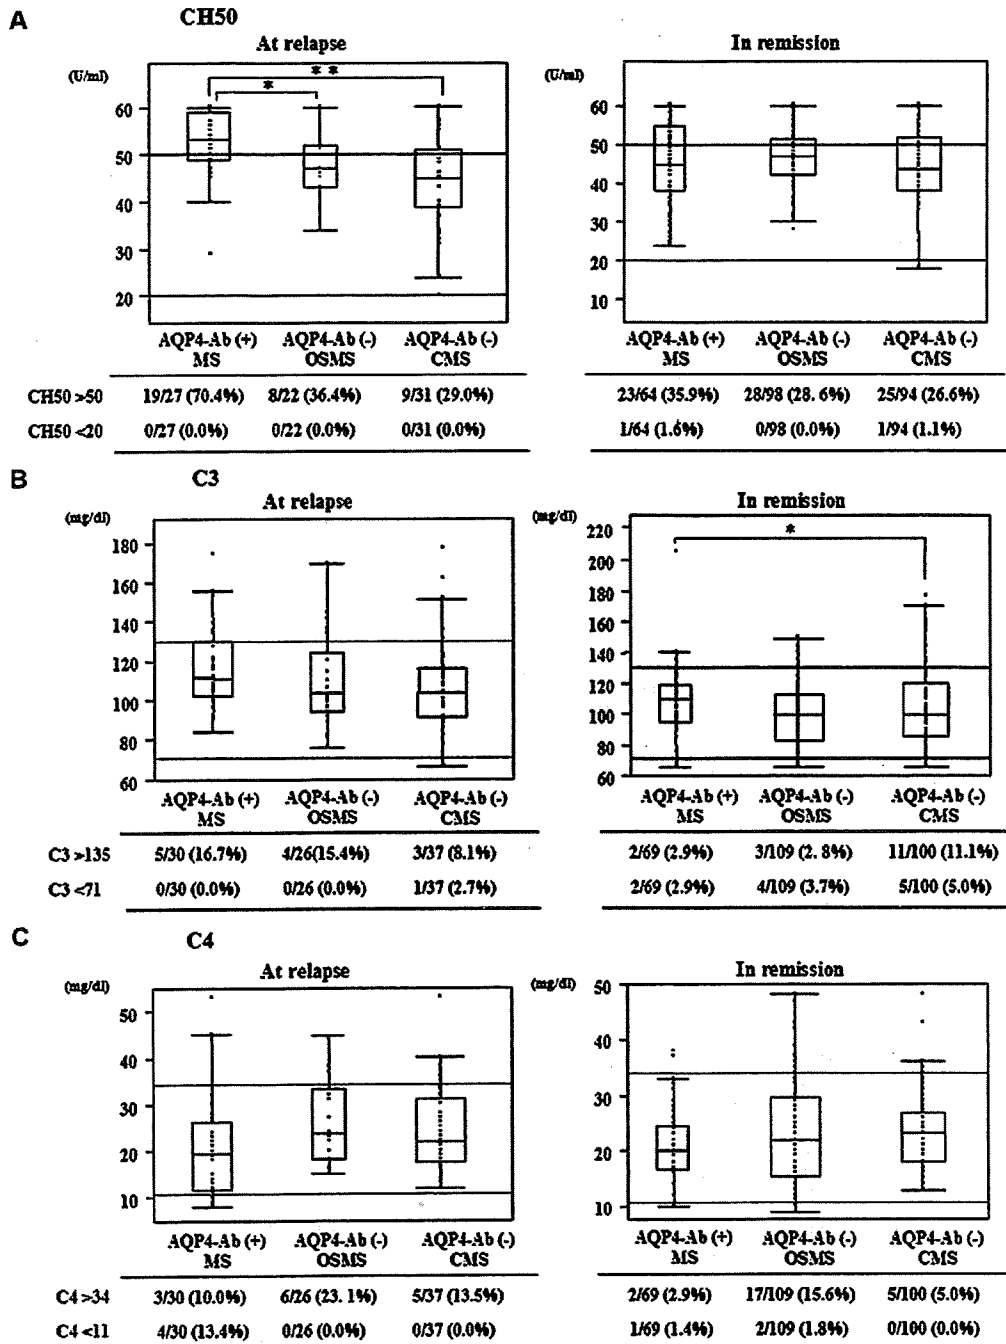 A
CH50
At relapse
In remission
(U/ml)
(U/ml)
* *
*
60
50
40
30
20
60
50
40
30
20
10
AQP4-Ab (+) MS
AQP4-Ab (-) OSMS
AQP4-Ab (-) CMS
AQP4-Ab (+) MS
AQP4-Ab (-) OSMS
AQP4-Ab (-) CMS
CH50 >50 19/27 (70.4%) 8/22 (36.4%) 9/31 (29.0%) 23/64 (35.9%) 28/98 (28. 6%) 25/94 (26.6%)
CH50 <20 0/27 (0.0%) 0/22 (0.0%) 0/31 (0.0%) 1/64 (1.6%) 0/98 (0.0%) 1/94 (1.1%)
B
C3
At relapse
In remission
(mg/dl)
(mg/dl)
*
180
160
140
120
100
80
60
220
200
180
160
140
120
100
80
60
AQP4-Ab (+) MS
AQP4-Ab (-) OSMS
AQP4-Ab (-) CMS
AQP4-Ab (+) MS
AQP4-Ab (-) OSMS
AQP4-Ab (-) CMS
C3 >135 5/30 (16.7%) 4/26(15.4%) 3/37 (8.1%) 2/69 (2.9%) 3/109 (2. 8%) 11/100 (11.1%)
C3 <71 0/30 (0.0%) 0/26 (0.0%) 1/37 (2.7%) 2/69 (2.9%) 4/109 (3.7%) 5/100 (5.0%)
C
C4
At relapse
In remission
(mg/dl)
(mg/dl)
50
40
30
20
10
50
40
30
20
10
AQP4-Ab (+) MS
AQP4-Ab (-) OSMS
AQP4-Ab (-) CMS
AQP4-Ab (+) MS
AQP4-Ab (-) OSMS
AQP4-Ab (-) CMS
C4 >34 3/30 (10.0%) 6/26 (23. 1%) 5/37 (13.5%) 2/69 (2.9%) 17/109 (15.6%) 5/100 (5.0%)
C4 <11 4/30 (13.4%) 0/26 (0.0%) 0/37 (0.0%) 1/69 (1.4%) 2/109 (1.8%) 0/100 (0.0%)